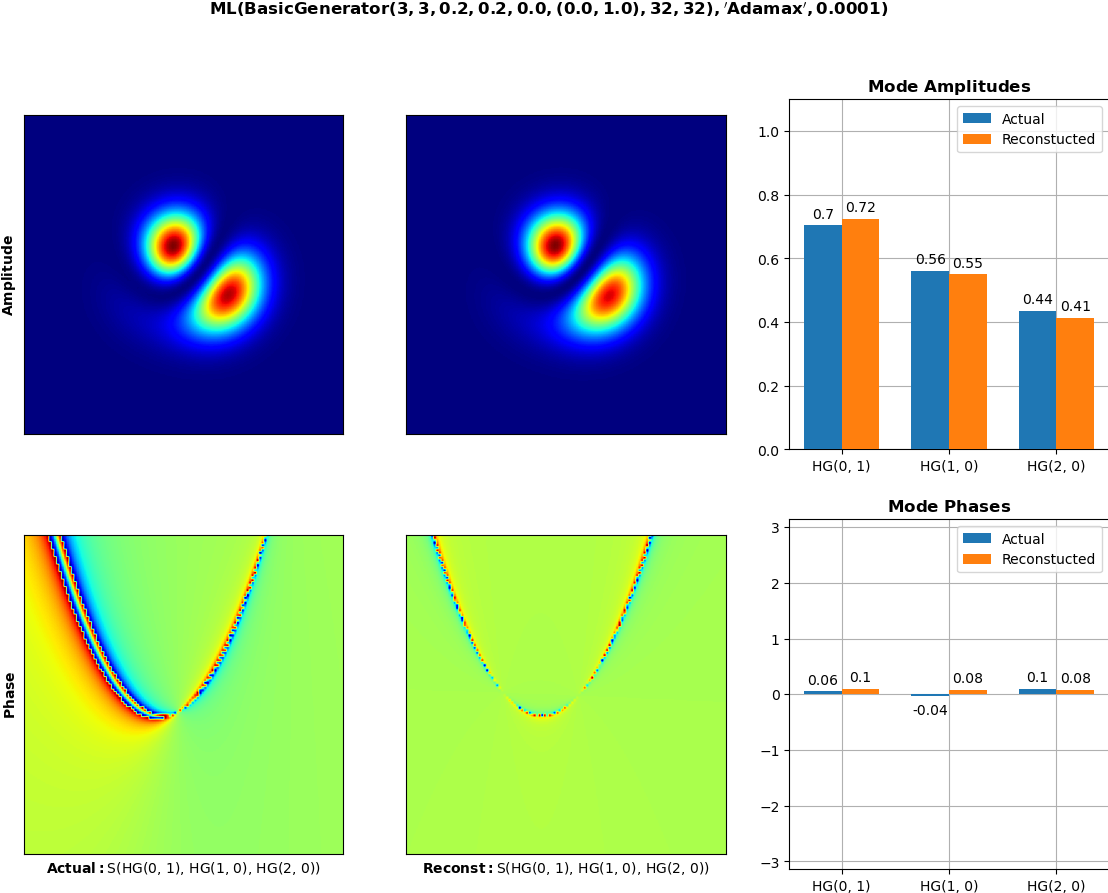 ML(BasicGenerator(3, 3, 0.2, 0.2, 0.0, (0.0, 1.0), 32, 32), ′Adamax′, 0.0001)
Amplitude
Mode Amplitudes
Actual
Reconstucted
1.0
0.8
0.6
0.4
0.2
0.0
0.7
0.72
0.56
0.55
0.44
0.41
HG(0, 1)
HG(1, 0)
HG(2, 0)
Phase
Actual: S(HG(0, 1), HG(1, 0), HG(2, 0))
Reconst: S(HG(0, 1), HG(1, 0), HG(2, 0))
Mode Phases
Actual
Reconstucted
3
2
1
0
−1
−2
−3
0.06
0.1
-0.04
0.08
0.1
0.08
HG(0, 1)
HG(1, 0)
HG(2, 0)